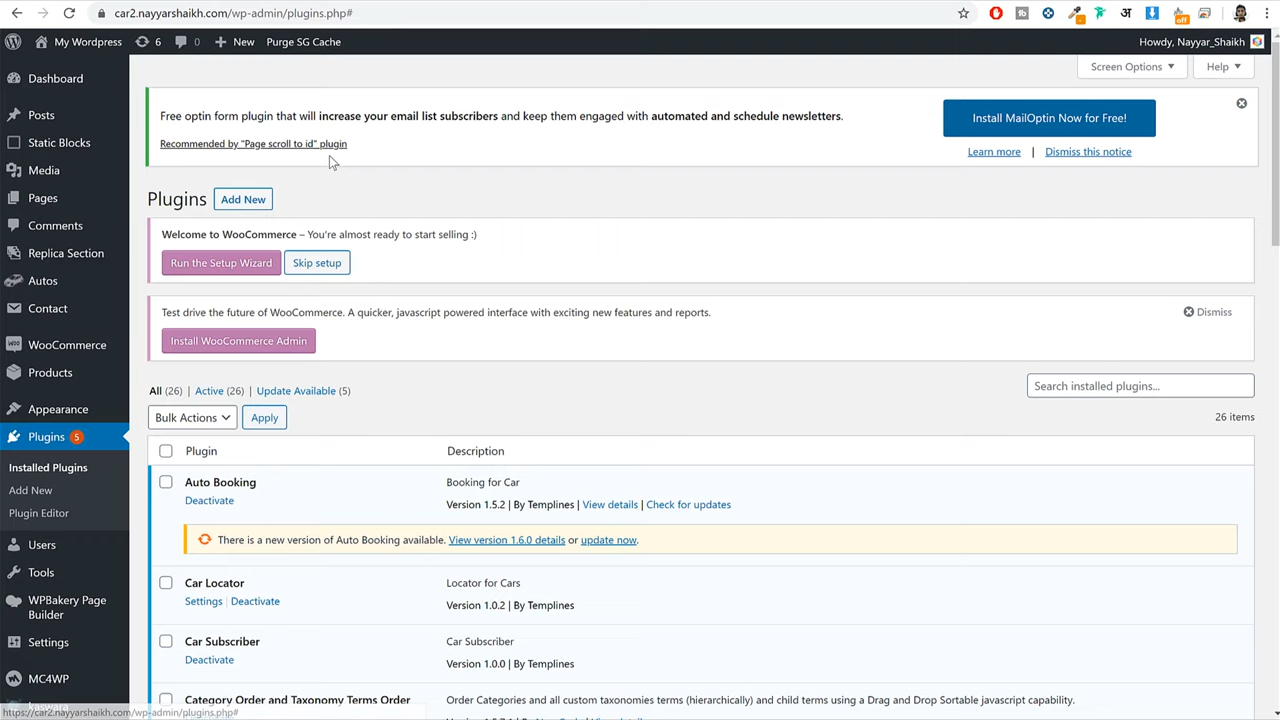 car2.nayyarshaikh.com/wp-admin/plugins.php#
अ
off
My Wordpress
6
0
New
Purge SG Cache
Howdy, Nayyar_Shaikh
Dashboard
Posts
Static Blocks
Media
Pages
Comments
Replica Section
Autos
Contact
WooCommerce
Products
Appearance
Plugins 5
Installed Plugins
Add New
Plugin Editor
Users
Tools
WPBakery Page
Builder
Settings
MC4WP
Screen Options
Help
Free optin form plugin that will increase your email list subscribers and keep them engaged with automated and schedule newsletters.
Recommended by "Page scroll to id" plugin
Install MailOptin Now for Free!
Learn more | Dismiss this notice
Plugins
Add New
Welcome to WooCommerce – You're almost ready to start selling :)
Run the Setup Wizard
Skip setup
Test drive the future of WooCommerce. A quicker, javascript powered interface with exciting new features and reports.
Dismiss
Install WooCommerce Admin
All (26) | Active (26) | Update Available (5)
Search installed plugins...
Bulk Actions
Apply
26 items
Plugin
Description
Auto Booking
Deactivate
Booking for Car
Version 1.5.2 | By Templines | View details | Check for updates
There is a new version of Auto Booking available. View version 1.6.0 details or update now.
Car Locator
Settings | Deactivate
Locator for Cars
Version 1.0.2 | By Templines
Car Subscriber
Deactivate
Car Subscriber
Version 1.0.0 | By Templines
Category Order and Taxonomy Terms Order
Order Categories and all custom taxonomies terms (hierarchically) and child terms using a Drag and Drop Sortable javascript capability.
https://car2.nayyarshaikh.com/wp-admin/plugins.php#